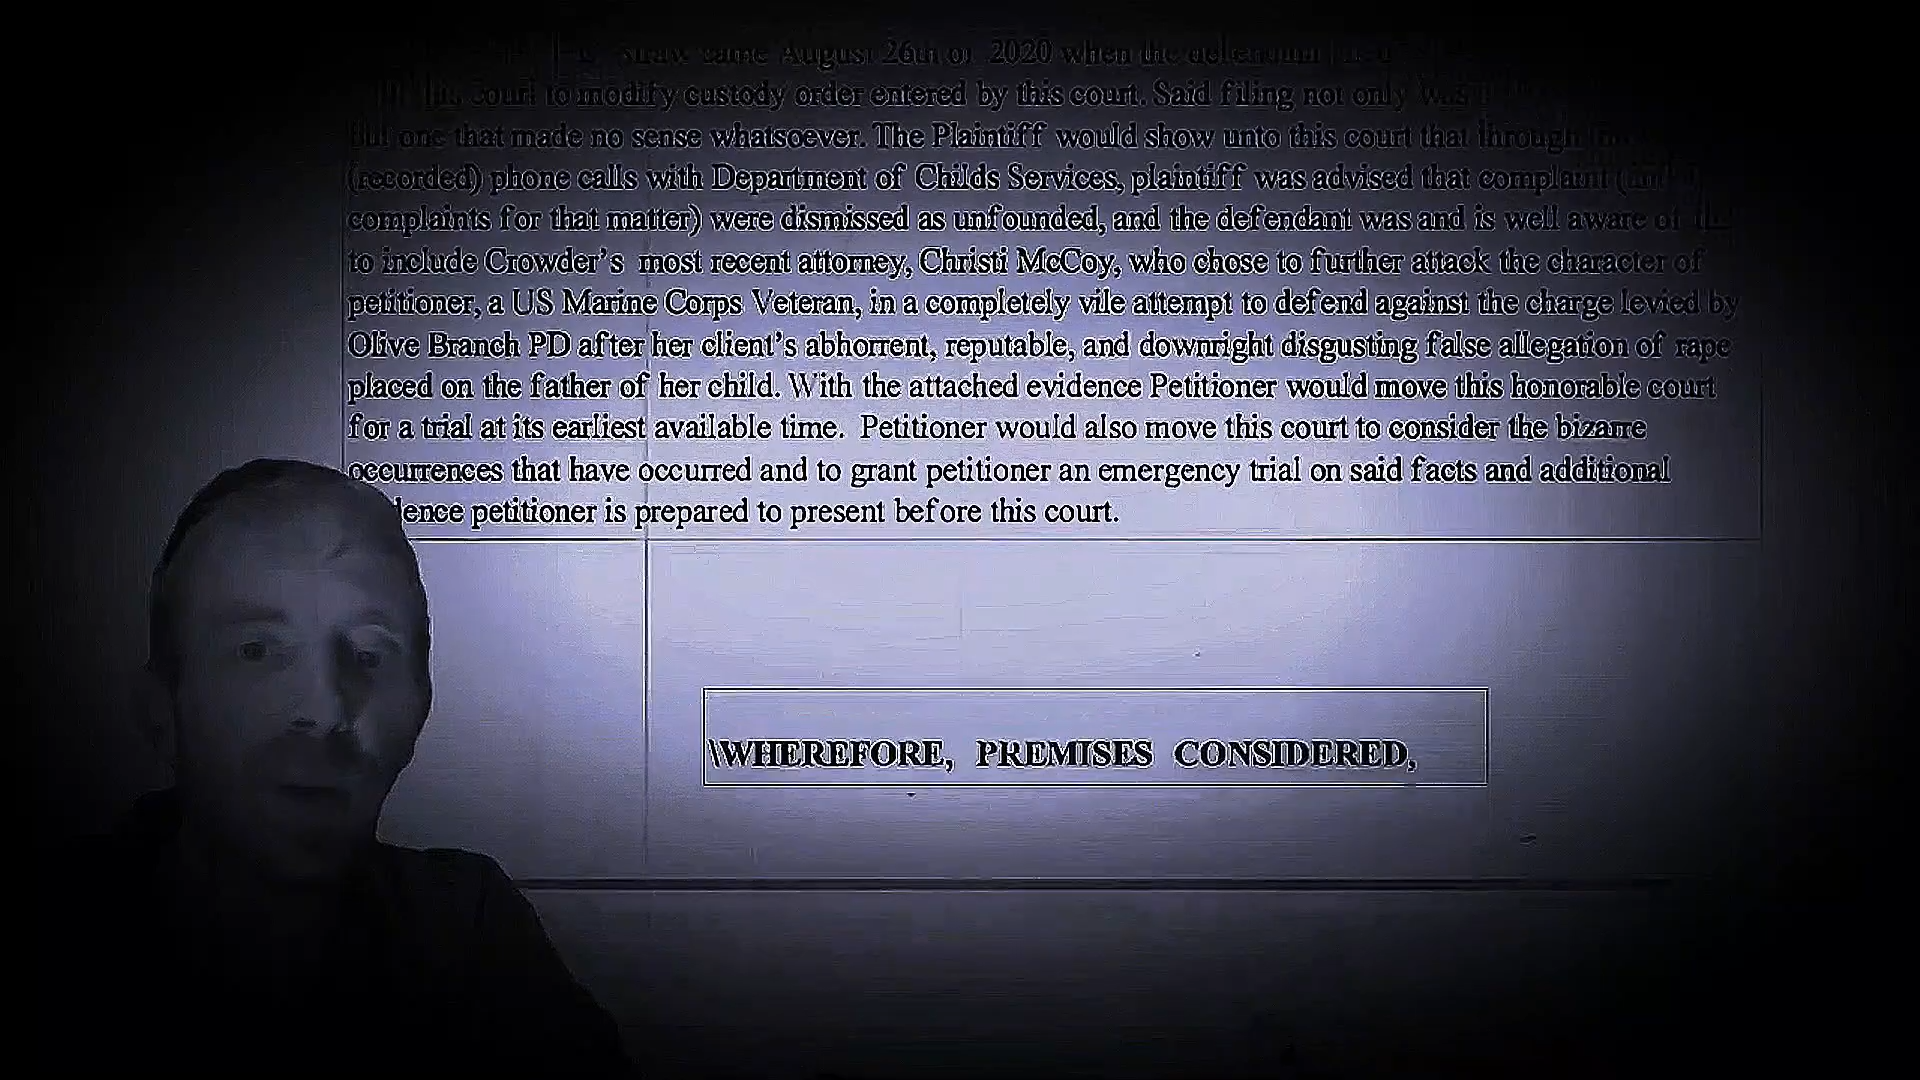 straw came August 26th of 2020 when the defendant
this court to modify custody order entered by this court. Said filing not only was
but one that made no sense whatsoever. The Plaintiff would show unto this court that through
(recorded) phone calls with Department of Childs Services, plaintiff was advised that complaint
complaints for that matter) were dismissed as unfounded, and the defendant was and is well aware of
to include Crowder's most recent attorney, Christi McCoy, who chose to further attack the character of
petitioner, a US Marine Corps Veteran, in a completely vile attempt to defend against the charge levied by
Olive Branch PD after her client's abhorrent, reputable, and downright disgusting false allegation of rape
placed on the father of her child. With the attached evidence Petitioner would move this honorable court
for a trial at its earliest available time. Petitioner would also move this court to consider the bizarre
occurrences that have occurred and to grant petitioner an emergency trial on said facts and additional
petitioner is prepared to present before this court.
\WHEREFORE, PREMISES CONSIDERED,